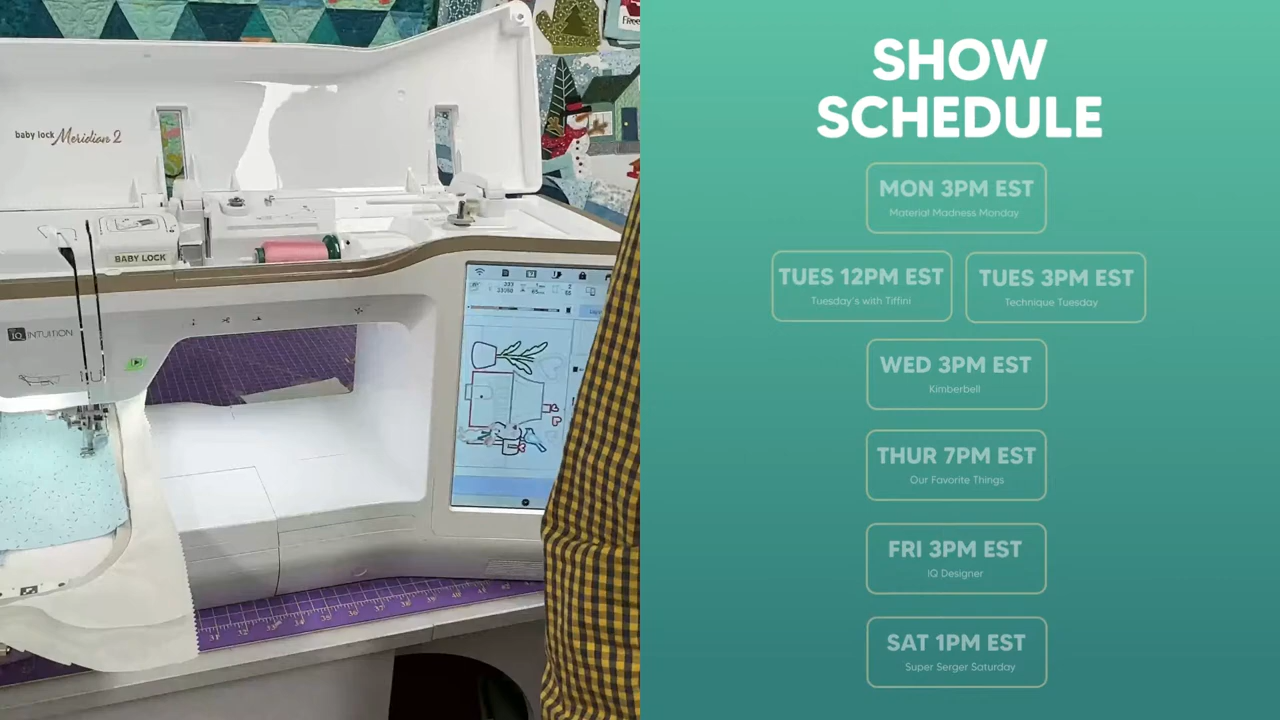 baby lock Meridian 2
BABY LOCK
IQ INTUITION
SHOW
SCHEDULE
MON 3PM EST
Material Madness Monday
TUES 12PM EST
Tuesday's with Tiffini
TUES 3PM EST
Technique Tuesday
WED 3PM EST
Kimberbell
THUR 7PM EST
Our Favorite Things
FRI 3PM EST
IQ Designer
SAT 1PM EST
Super Serger Saturday